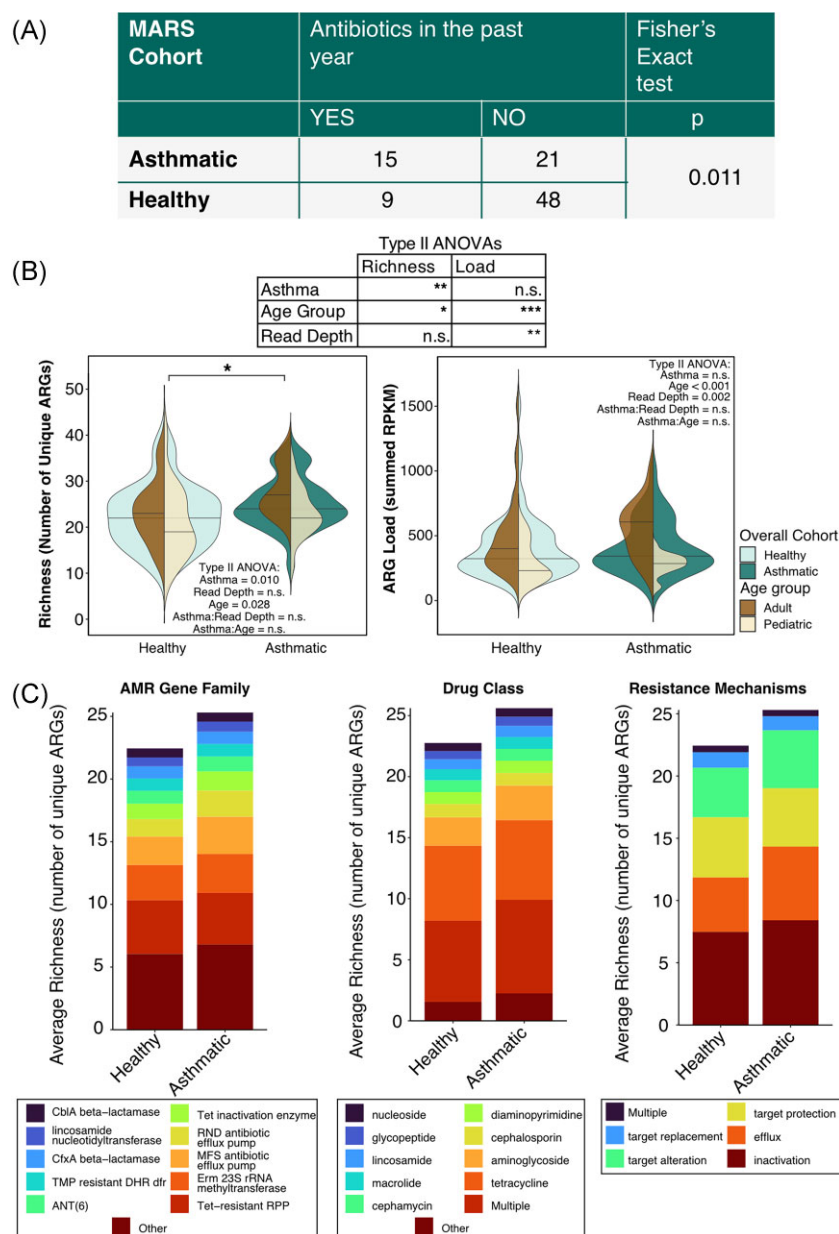 (A)
MARS Cohort
Antibiotics in the past year
Fisher's Exact test
YES
NO
p
Asthmatic
15
21
0.011
Healthy
9
48
(B)
Type II ANOVAs
Richness
Load
Asthma
**
n.s.
Age Group
*
***
Read Depth
n.s.
**
Richness (Number of Unique ARGs)
50
40
30
20
10
0
*
Type II ANOVA:
Asthma = 0.010
Read Depth = n.s.
Age = 0.028
Asthma:Read Depth = n.s.
Asthma:Age = n.s.
Healthy
Asthmatic
ARG Load (summed RPKM)
1500
1000
500
0
Type II ANOVA:
Asthma = n.s.
Age < 0.001
Read Depth = 0.002
Asthma:Read Depth = n.s.
Asthma:Age = n.s.
Healthy
Asthmatic
Overall Cohort
Healthy
Asthmatic
Age group
Adult
Pediatric
(C)
AMR Gene Family
Average Richness (number of unique ARGs)
25
20
15
10
5
0
Healthy
Asthmatic
CblA beta-lactamase
lincosamide
nucleotidyltransferase
CfxA beta-lactamase
TMP resistant DHR dfr
ANT(6)
Tet inactivation enzyme
RND antibiotic
efflux pump
MFS antibiotic
efflux pump
Erm 23S rRNA
methyltransferase
Tet-resistant RPP
Other
Drug Class
Average Richness (number of unique ARGs)
25
20
15
10
5
0
Healthy
Asthmatic
nucleoside
glycopeptide
lincosamide
macrolide
cephamycin
diaminopyrimidine
cephalosporin
aminoglycoside
tetracycline
Multiple
Other
Resistance Mechanisms
Average Richness (number of unique ARGs)
25
20
15
10
5
0
Healthy
Asthmatic
Multiple
target replacement
target alteration
target protection
efflux
inactivation